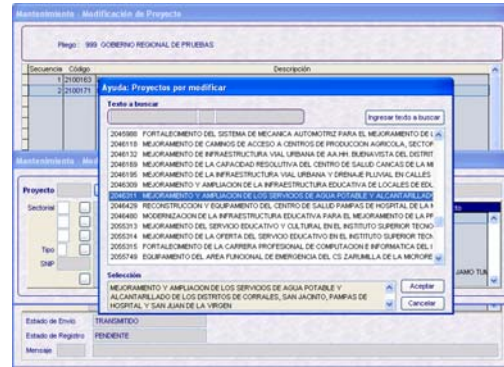 Mantenimiento - Modificación de Proyecto
Pliego: 999 GOBIERNO REGIONAL DE PRUEBAS
Secuencia Código Descripción
1 2100163
2 2100171
Ayuda: Proyectos por modificar
Texto a buscar
Ingresar texto a buscar
2045988 FORTALECIMIENTO DEL SISTEMA DE MECANICA AUTOMOTRIZ PARA EL MEJORAMIENTO DE L
2046118 MEJORAMIENTO DE CAMINOS DE ACCESO A CENTROS DE PRODUCCION AGRICOLA, SECTOR
2046132 MEJORAMIENTO DE INFRAESTRUCTURA VIAL URBANA DE AA.HH. BUENAVISTA DEL DISTRIT
2046189 MEJORAMIENTO DE LA CAPACIDAD RESOLUTIVA DEL CENTRO DE SALUD CANCAS DE LA MI
2046195 MEJORAMIENTO DE LA INFRAESTRUCTURA VIAL URBANA Y DRENAJE PLUVIAL EN CALLES
2046309 MEJORAMIENTO Y AMPLIACION DE LA INFRAESTRUCTURA EDUCATIVA DE LOCALES DE EDU
2046311 MEJORAMIENTO Y AMPLIACION DE LOS SERVICIOS DE AGUA POTABLE Y ALCANTARILLADO
2046429 RECONSTRUCCION Y EQUIPAMIENTO DEL CENTRO DE SALUD PAMPAS DE HOSPITAL DE LA M
2046480 MODERNIZACION DE LA INFRAESTRUCTURA EDUCATIVA PARA EL MEJORAMIENTO DE LA PR
2055313 MEJORAMIENTO DEL SERVICIO EDUCATIVO Y CULTURAL EN EL INSTITUTO SUPERIOR TECNO
2055314 MEJORAMIENTO DE LA OFERTA DEL SERVICIO EDUCATIVO EN EL INSTITUTO SUPERIOR TECN
2055315 FORTALECIMIENTO DE LA CARRERA PROFESIONAL DE COMPUTACION E INFORMATICA DEL I
2055749 EQUIPAMIENTO DEL AREA FUNCIONAL DE EMERGENCIA DEL CS ZARUMILLA DE LA MICRORE
Selección
MEJORAMIENTO Y AMPLIACION DE LOS SERVICIOS DE AGUA POTABLE Y
ALCANTARILLADO DE LOS DISTRITOS DE CORRALES, SAN JACINTO, PAMPAS DE
HOSPITAL Y SAN JUAN DE LA VIRGEN
Aceptar
Cancelar
Mantenimiento - Mod
Proyecto
Sectorial
Tipo
SNIP
JAMO TUM
Estado de Envío TRANSMITIDO
Estado de Registro PENDIENTE
Mensaje